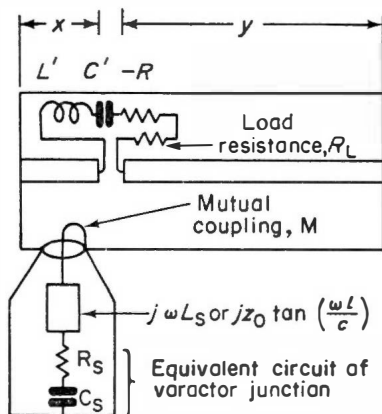 x y
L' C' -R
Load
resistance, R_L
Mutual
coupling, M
jωL_S or jz_0 tan (ωl/c)
R_S
C_S
Equivalent circuit of
varactor junction